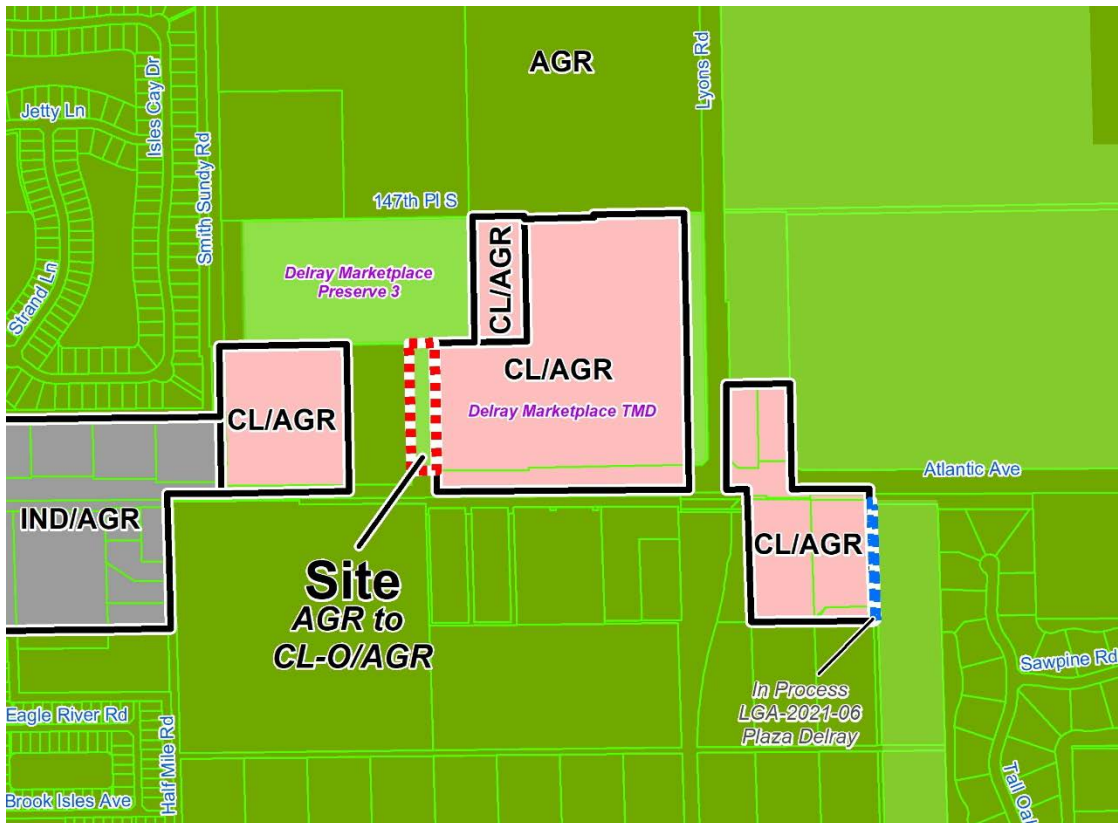 AGR
Lyons Rd
Isles Cay Dr
Jetty Ln
Smith Sundy Rd
147th Pl S
Strand Ln
Delray Marketplace
Preserve 3
CL/AGR
CL/AGR
Delray Marketplace TMD
CL/AGR
Atlantic Ave
IND/AGR
CL/AGR
Site
AGR to
CL-O/AGR
In Process
LGA-2021-06
Plaza Delray
Sawpine Rd
Eagle River Rd
Half Mile Rd
Brook Isles Ave
Tall Oa